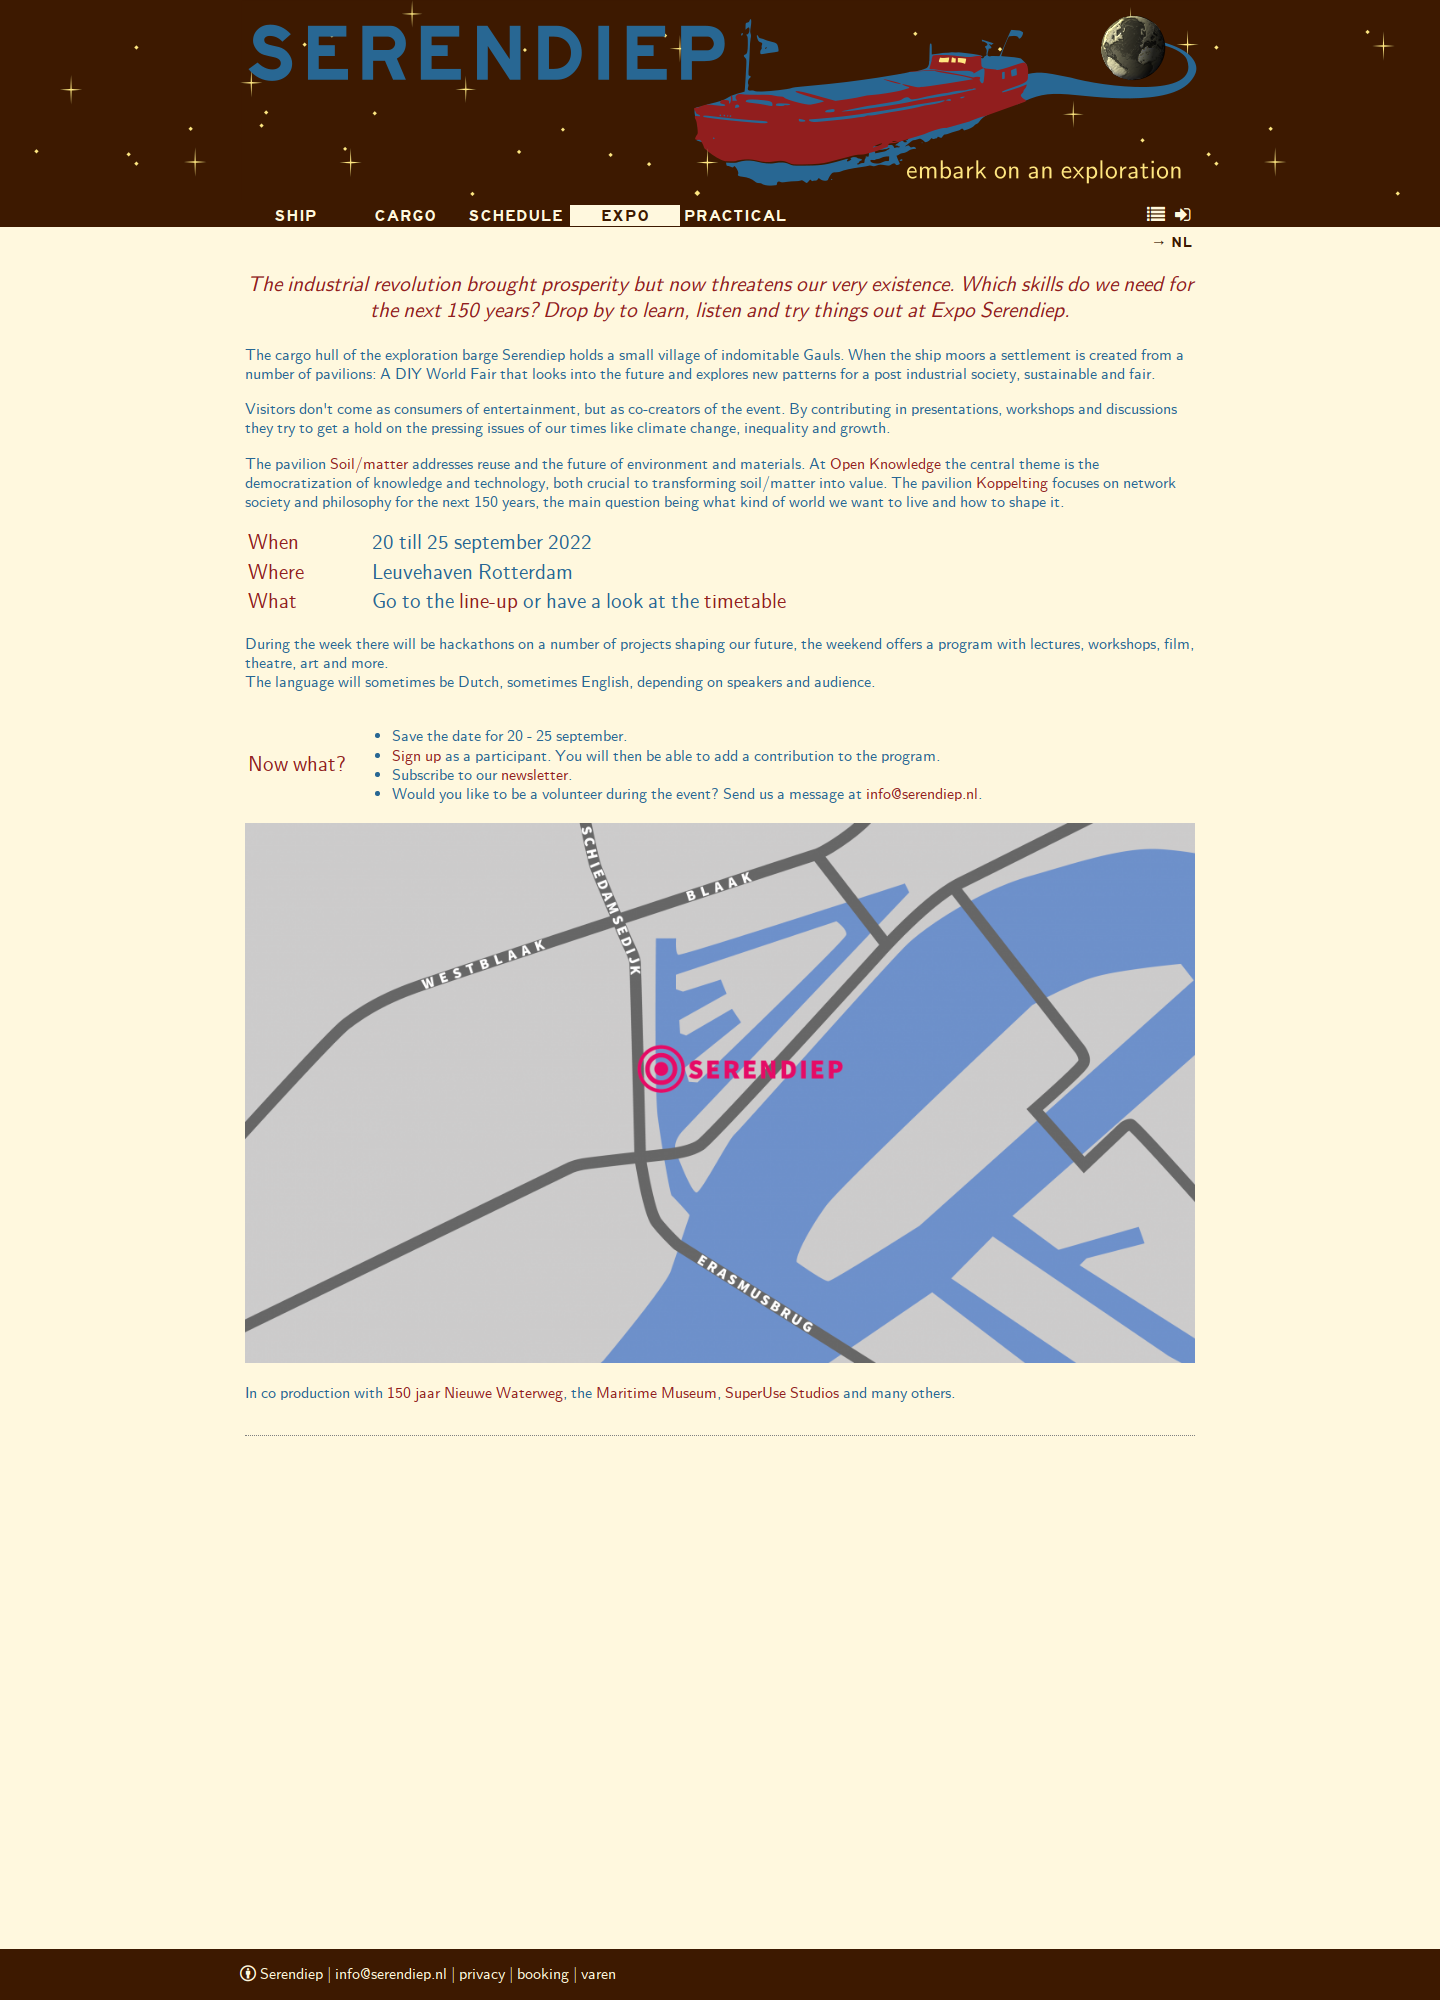 SERENDIEP
embark on an exploration
SHIP CARGO SCHEDULE EXPO PRACTICAL
→ NL
The industrial revolution brought prosperity but now threatens our very existence. Which skills do we need for
the next 150 years? Drop by to learn, listen and try things out at Expo Serendiep.
The cargo hull of the exploration barge Serendiep holds a small village of indomitable Gauls. When the ship moors a settlement is created from a
number of pavilions: A DIY World Fair that looks into the future and explores new patterns for a post industrial society, sustainable and fair.
Visitors don't come as consumers of entertainment, but as co-creators of the event. By contributing in presentations, workshops and discussions
they try to get a hold on the pressing issues of our times like climate change, inequality and growth.
The pavilion Soil/matter addresses reuse and the future of environment and materials. At Open Knowledge the central theme is the
democratization of knowledge and technology, both crucial to transforming soil/matter into value. The pavilion Koppelting focuses on network
society and philosophy for the next 150 years, the main question being what kind of world we want to live and how to shape it.
When 20 till 25 september 2022
Where Leuvehaven Rotterdam
What Go to the line-up or have a look at the timetable
During the week there will be hackathons on a number of projects shaping our future, the weekend offers a program with lectures, workshops, film,
theatre, art and more.
The language will sometimes be Dutch, sometimes English, depending on speakers and audience.
Now what?
• Save the date for 20 - 25 september.
• Sign up as a participant. You will then be able to add a contribution to the program.
• Subscribe to our newsletter.
• Would you like to be a volunteer during the event? Send us a message at info@serendiep.nl.
SCHIEDAMSEDIJK
BLAAK
WESTBLAAK
SERENDIEP
ERASMUSBRUG
In co production with 150 jaar Nieuwe Waterweg, the Maritime Museum, SuperUse Studios and many others.
Serendiep | info@serendiep.nl | privacy | booking | varen